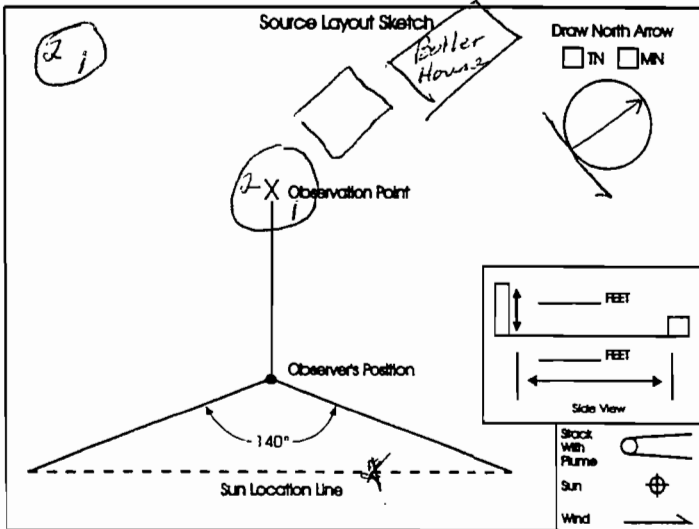 Source Layout Sketch
Draw North Arrow
TN MN
2 1
Boiler
House
2 X 1 Observation Point
FEET
FEET
Side View
Observer's Position
140°
Sun Location Line
Stack
With
Plume
Sun
Wind